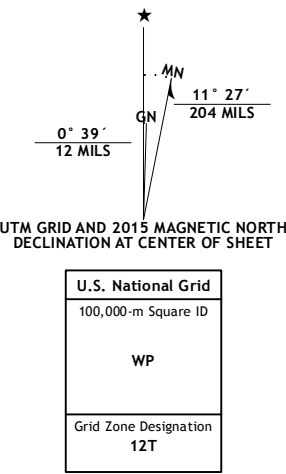 ★
MN
GN
11° 27´
204 MILS
0° 39´
12 MILS
UTM GRID AND 2015 MAGNETIC NORTH
DECLINATION AT CENTER OF SHEET
U.S. National Grid
100,000-m Square ID
WP
Grid Zone Designation
12T